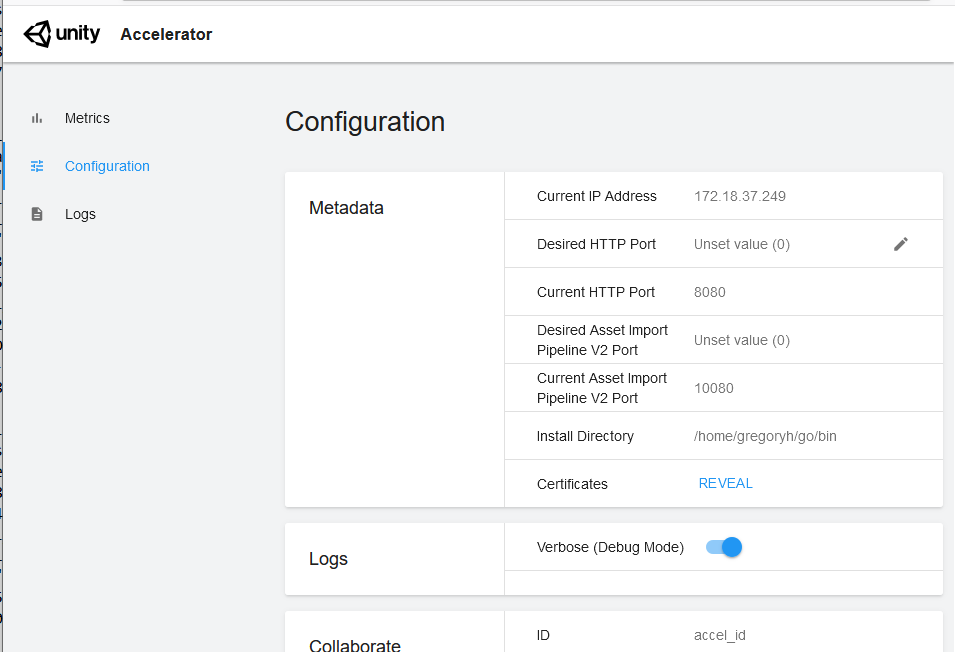 unity Accelerator
Metrics
Configuration
Logs
Configuration
Metadata
Current IP Address 172.18.37.249
Desired HTTP Port Unset value (0)
Current HTTP Port 8080
Desired Asset Import
Pipeline V2 Port
Unset value (0)
Current Asset Import
Pipeline V2 Port
10080
Install Directory /home/gregoryh/go/bin
Certificates REVEAL
Logs
Verbose (Debug Mode)
Collaborate
ID accel_id